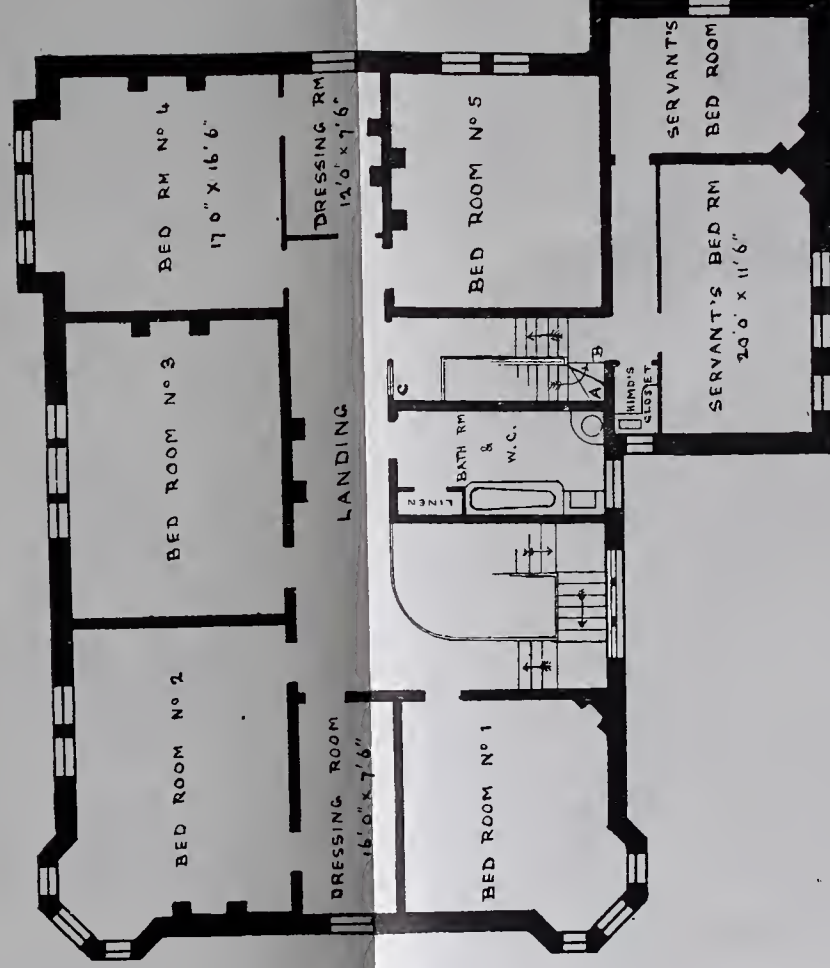 BED RM Nº 4
17'0" X 16'6"
DRESSING RM
12'0" X 7'6"
BED ROOM Nº 5
SERVANT'S
BED ROOM
SERVANT'S BED RM
20'0" X 11'6"
HIMD'S
CLOSET
BED ROOM Nº 3
LANDING
C
A
B
BATH RM
&
W.C.
LINEN
BED ROOM Nº 2
DRESSING ROOM
16'0" X 7'6"
BED ROOM Nº 1